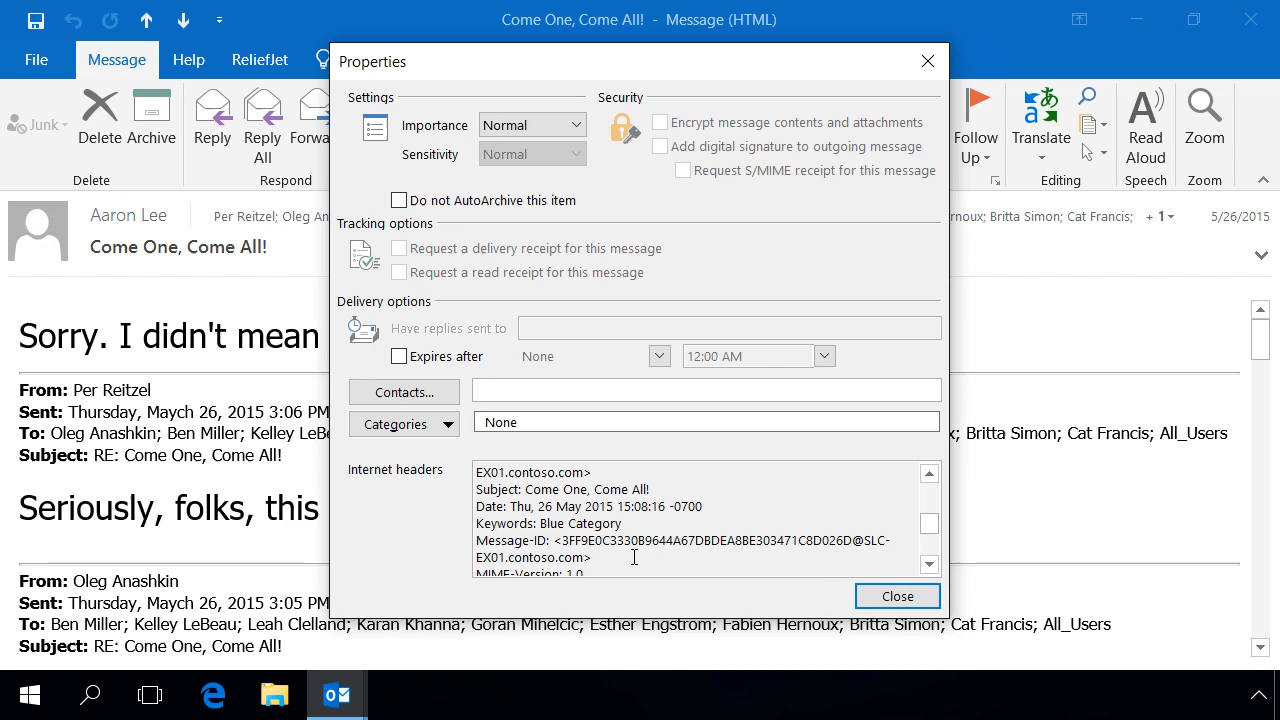 Come One, Come All! - Message (HTML)
File Message Help ReliefJet
Junk Delete Archive Reply Reply All Forwa Follow Up Translate Read Aloud Zoom
Delete Respond Editing Speech Zoom
Aaron Lee Per Reitzel; Oleg An noux; Britta Simon; Cat Francis; + 1 5/26/2015
Come One, Come All!
Sorry. I didn't mean
From: Per Reitzel
Sent: Thursday, Maych 26, 2015 3:06 PM
To: Oleg Anashkin; Ben Miller; Kelley LeBe x; Britta Simon; Cat Francis; All_Users
Subject: RE: Come One, Come All!
Seriously, folks, this
From: Oleg Anashkin
Sent: Thursday, Maych 26, 2015 3:05 PM
To: Ben Miller; Kelley LeBeau; Leah Clelland; Karan Khanna; Goran Mihelcic; Esther Engstrom; Fabien Hernoux; Britta Simon; Cat Francis; All_Users
Subject: RE: Come One, Come All!
Properties
Settings
Importance Normal
Sensitivity Normal
Do not AutoArchive this item
Security
Encrypt message contents and attachments
Add digital signature to outgoing message
Request S/MIME receipt for this message
Tracking options
Request a delivery receipt for this message
Request a read receipt for this message
Delivery options
Have replies sent to
Expires after None 12:00 AM
Contacts...
Categories None
Internet headers
EX01.contoso.com>
Subject: Come One, Come All!
Date: Thu, 26 May 2015 15:08:16 -0700
Keywords: Blue Category
Message-ID: <3FF9E0C3330B9644A67DBDEA8BE303471C8D026D@SLC-
EX01.contoso.com>
MIME-Version: 1.0
Close